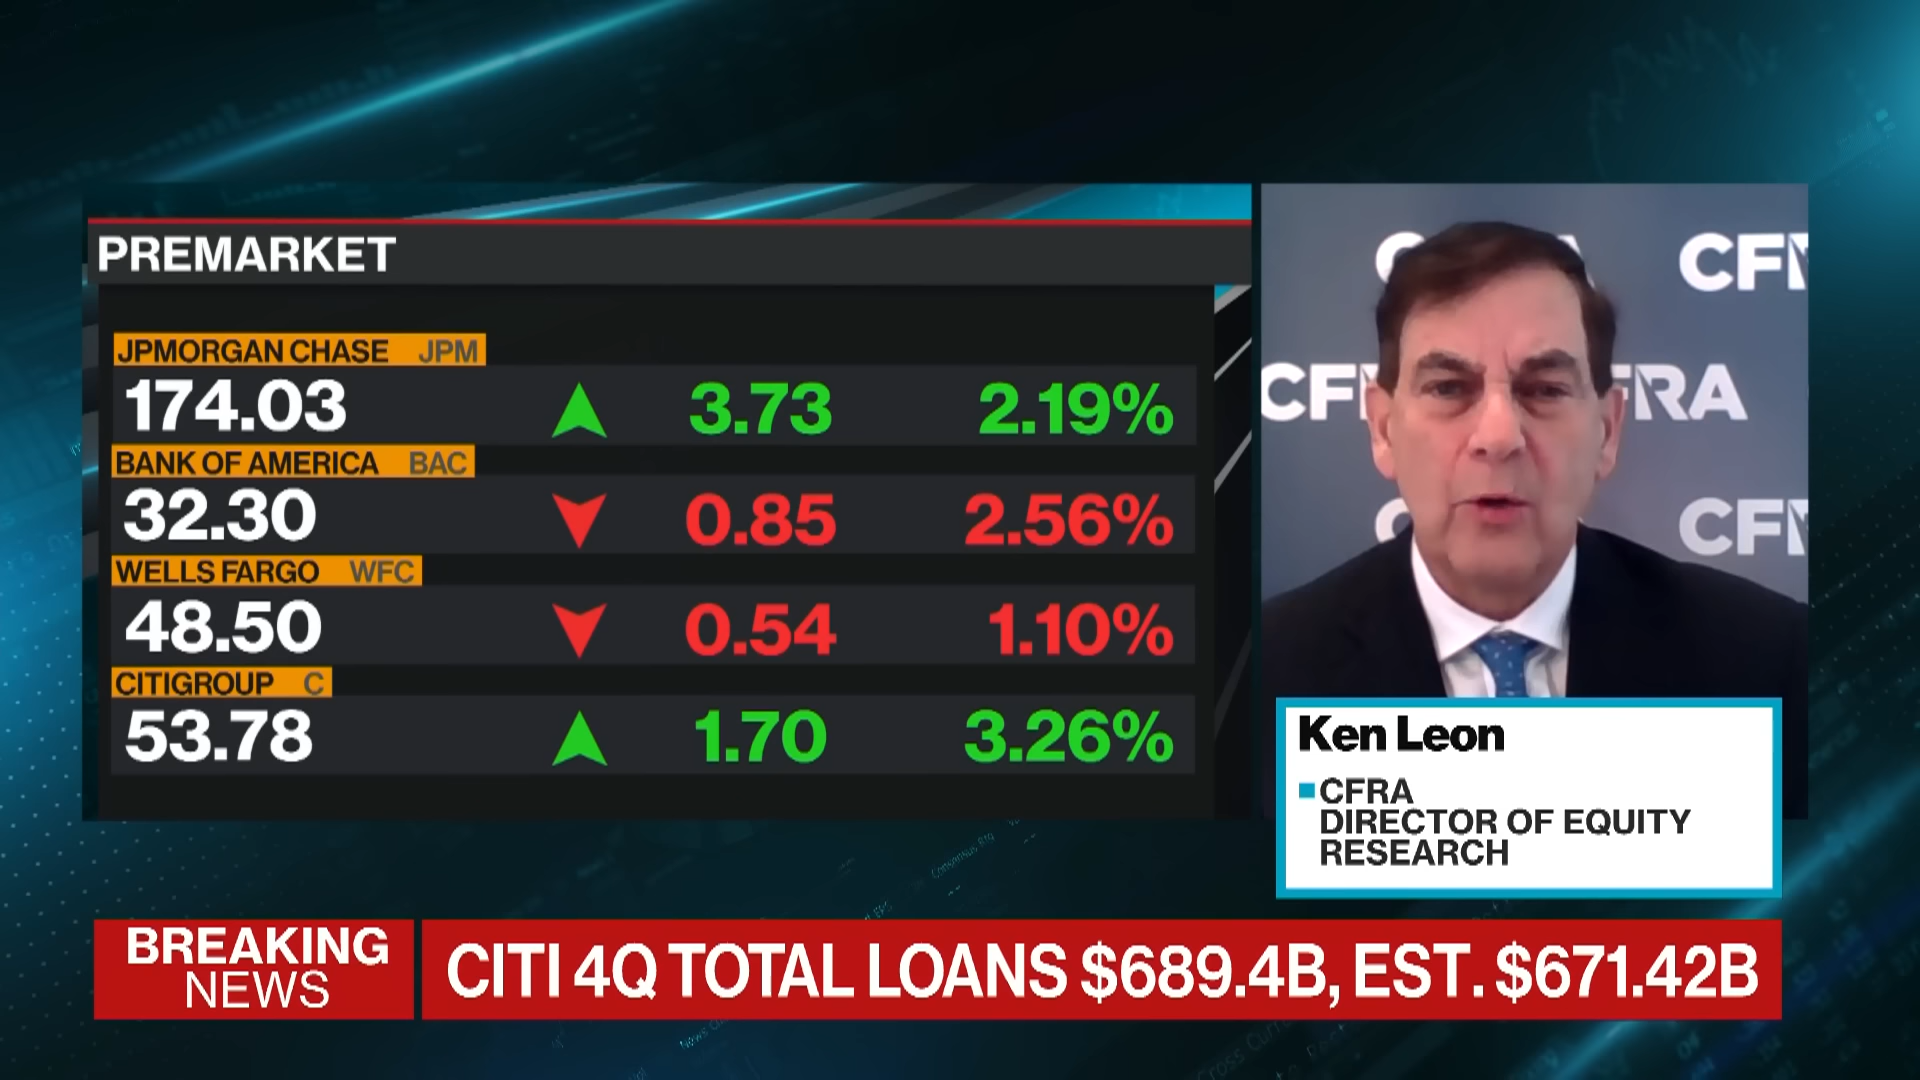 PREMARKET
JPMORGAN CHASE JPM
174.03 3.73 2.19%
BANK OF AMERICA BAC
32.30 0.85 2.56%
WELLS FARGO WFC
48.50 0.54 1.10%
CITIGROUP C
53.78 1.70 3.26%
CFRA
Ken Leon
CFRA
DIRECTOR OF EQUITY
RESEARCH
BREAKING
NEWS
CITI 4Q TOTAL LOANS $689.4B, EST. $671.42B